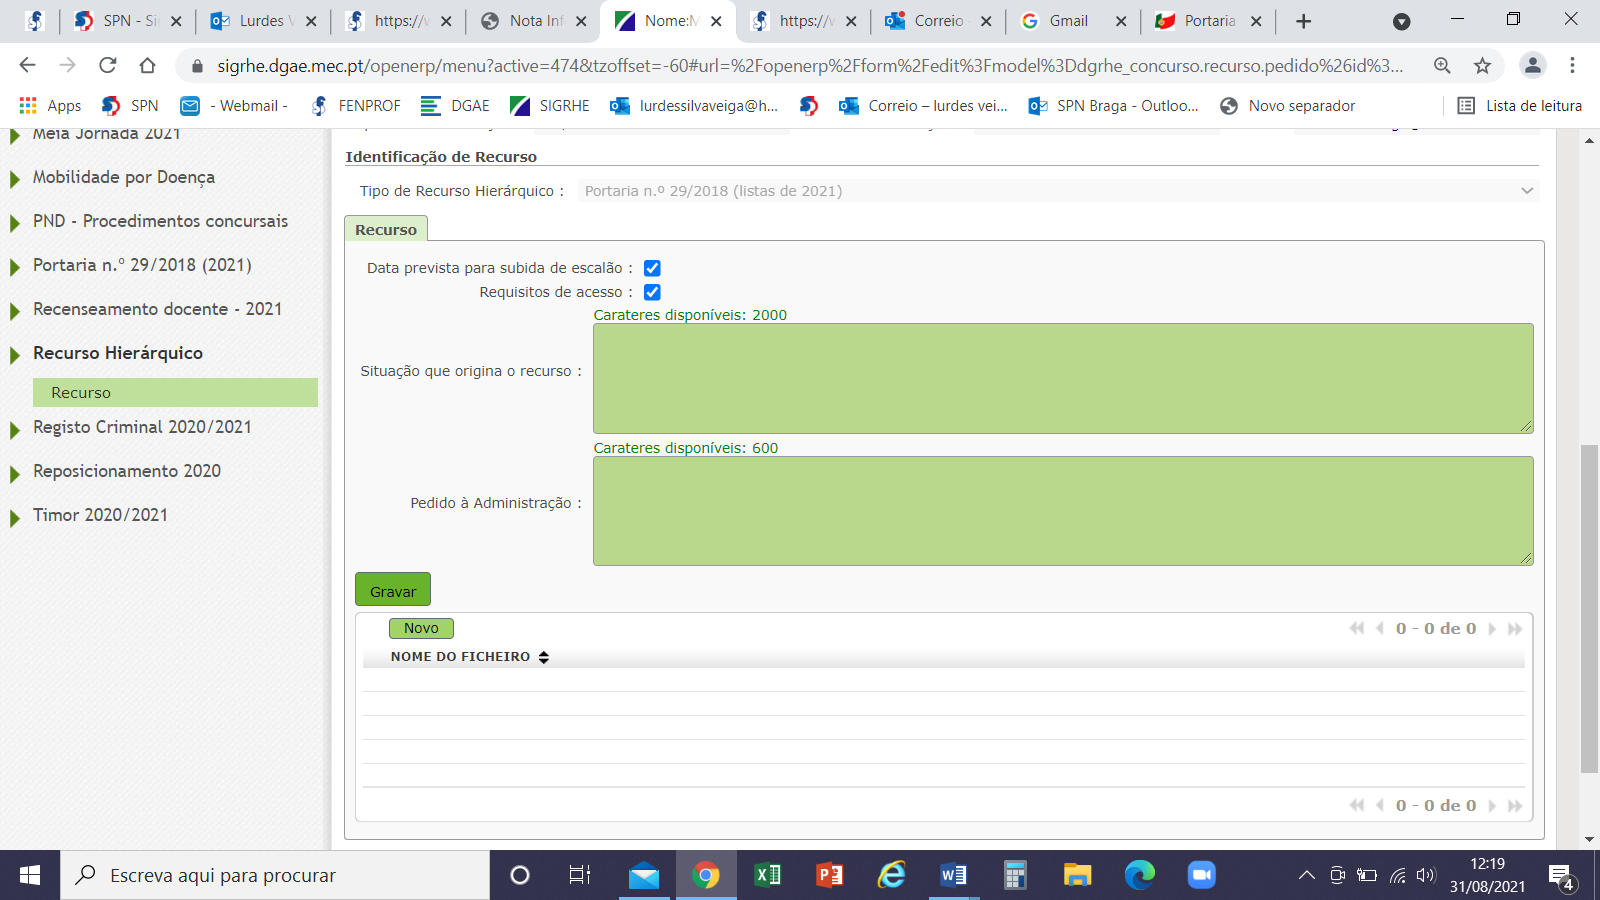 SPN - Si
Lurdes V
https://w
Nota Inf
Nome:M
https://w
Correio
Gmail
Portaria
sigrhe.dgae.mec.pt/openerp/menu?active=474&tzoffset=-60#url=%2Fopenerp%2Fform%2Fedit%3Fmodel%3Ddgrhe_concurso.recurso.pedido%26id%3...
Apps
SPN
- Webmail -
FENPROF
DGAE
SIGRHE
lurdessilvaveiga@h...
Correio – lurdes vei...
SPN Braga - Outloo...
Novo separador
Lista de leitura
Meia Jornada 2021
Mobilidade por Doença
PND - Procedimentos concursais
Portaria n.º 29/2018 (2021)
Recenseamento docente - 2021
Recurso Hierárquico
Recurso
Registo Criminal 2020/2021
Reposicionamento 2020
Timor 2020/2021
Identificação de Recurso
Tipo de Recurso Hierárquico : Portaria n.º 29/2018 (listas de 2021)
Recurso
Data prevista para subida de escalão :
Requisitos de acesso :
Carateres disponíveis: 2000
Situação que origina o recurso :
Carateres disponíveis: 600
Pedido à Administração :
Gravar
Novo
0 - 0 de 0
NOME DO FICHEIRO
0 - 0 de 0
Escreva aqui para procurar
12:19
31/08/2021
4